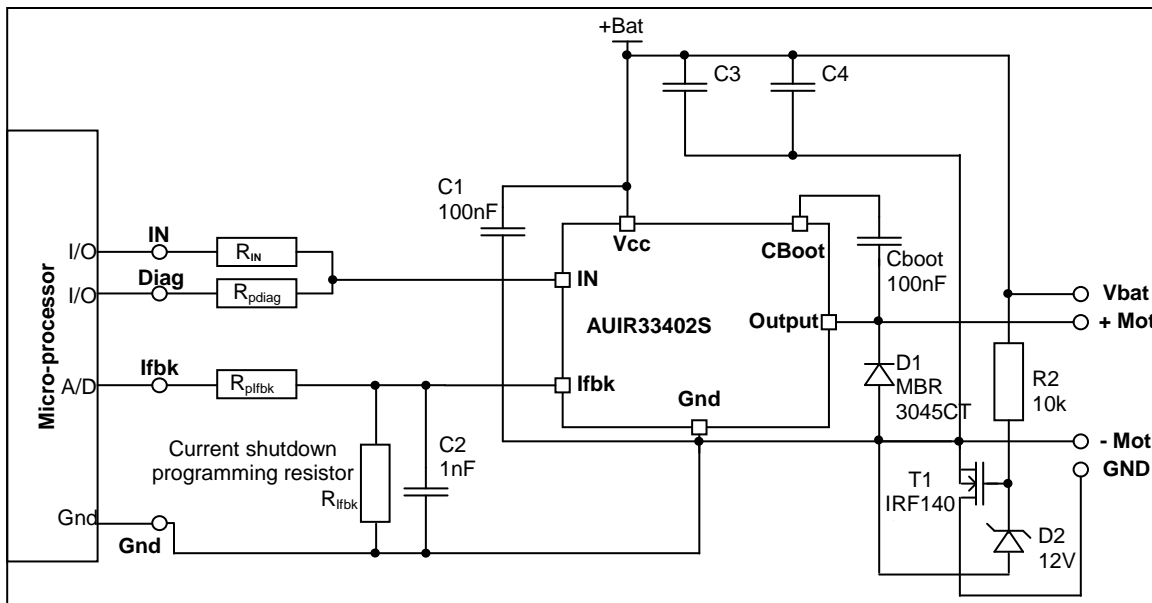 +Bat
C3
C4
C1
100nF
Vcc
CBoot
Cboot
100nF
I/O
IN
RIN
Diag
I/O
Rpdiag
IN
AUIR33402S
Output
Vbat
+ Mot
D1
MBR
3045CT
R2
10k
Micro-processor
A/D
Ifbk
RpIfbk
Ifbk
Gnd
- Mot
GND
Current shutdown
programming resistor
RIfbk
C2
1nF
T1
IRF140
D2
12V
Gnd
Gnd